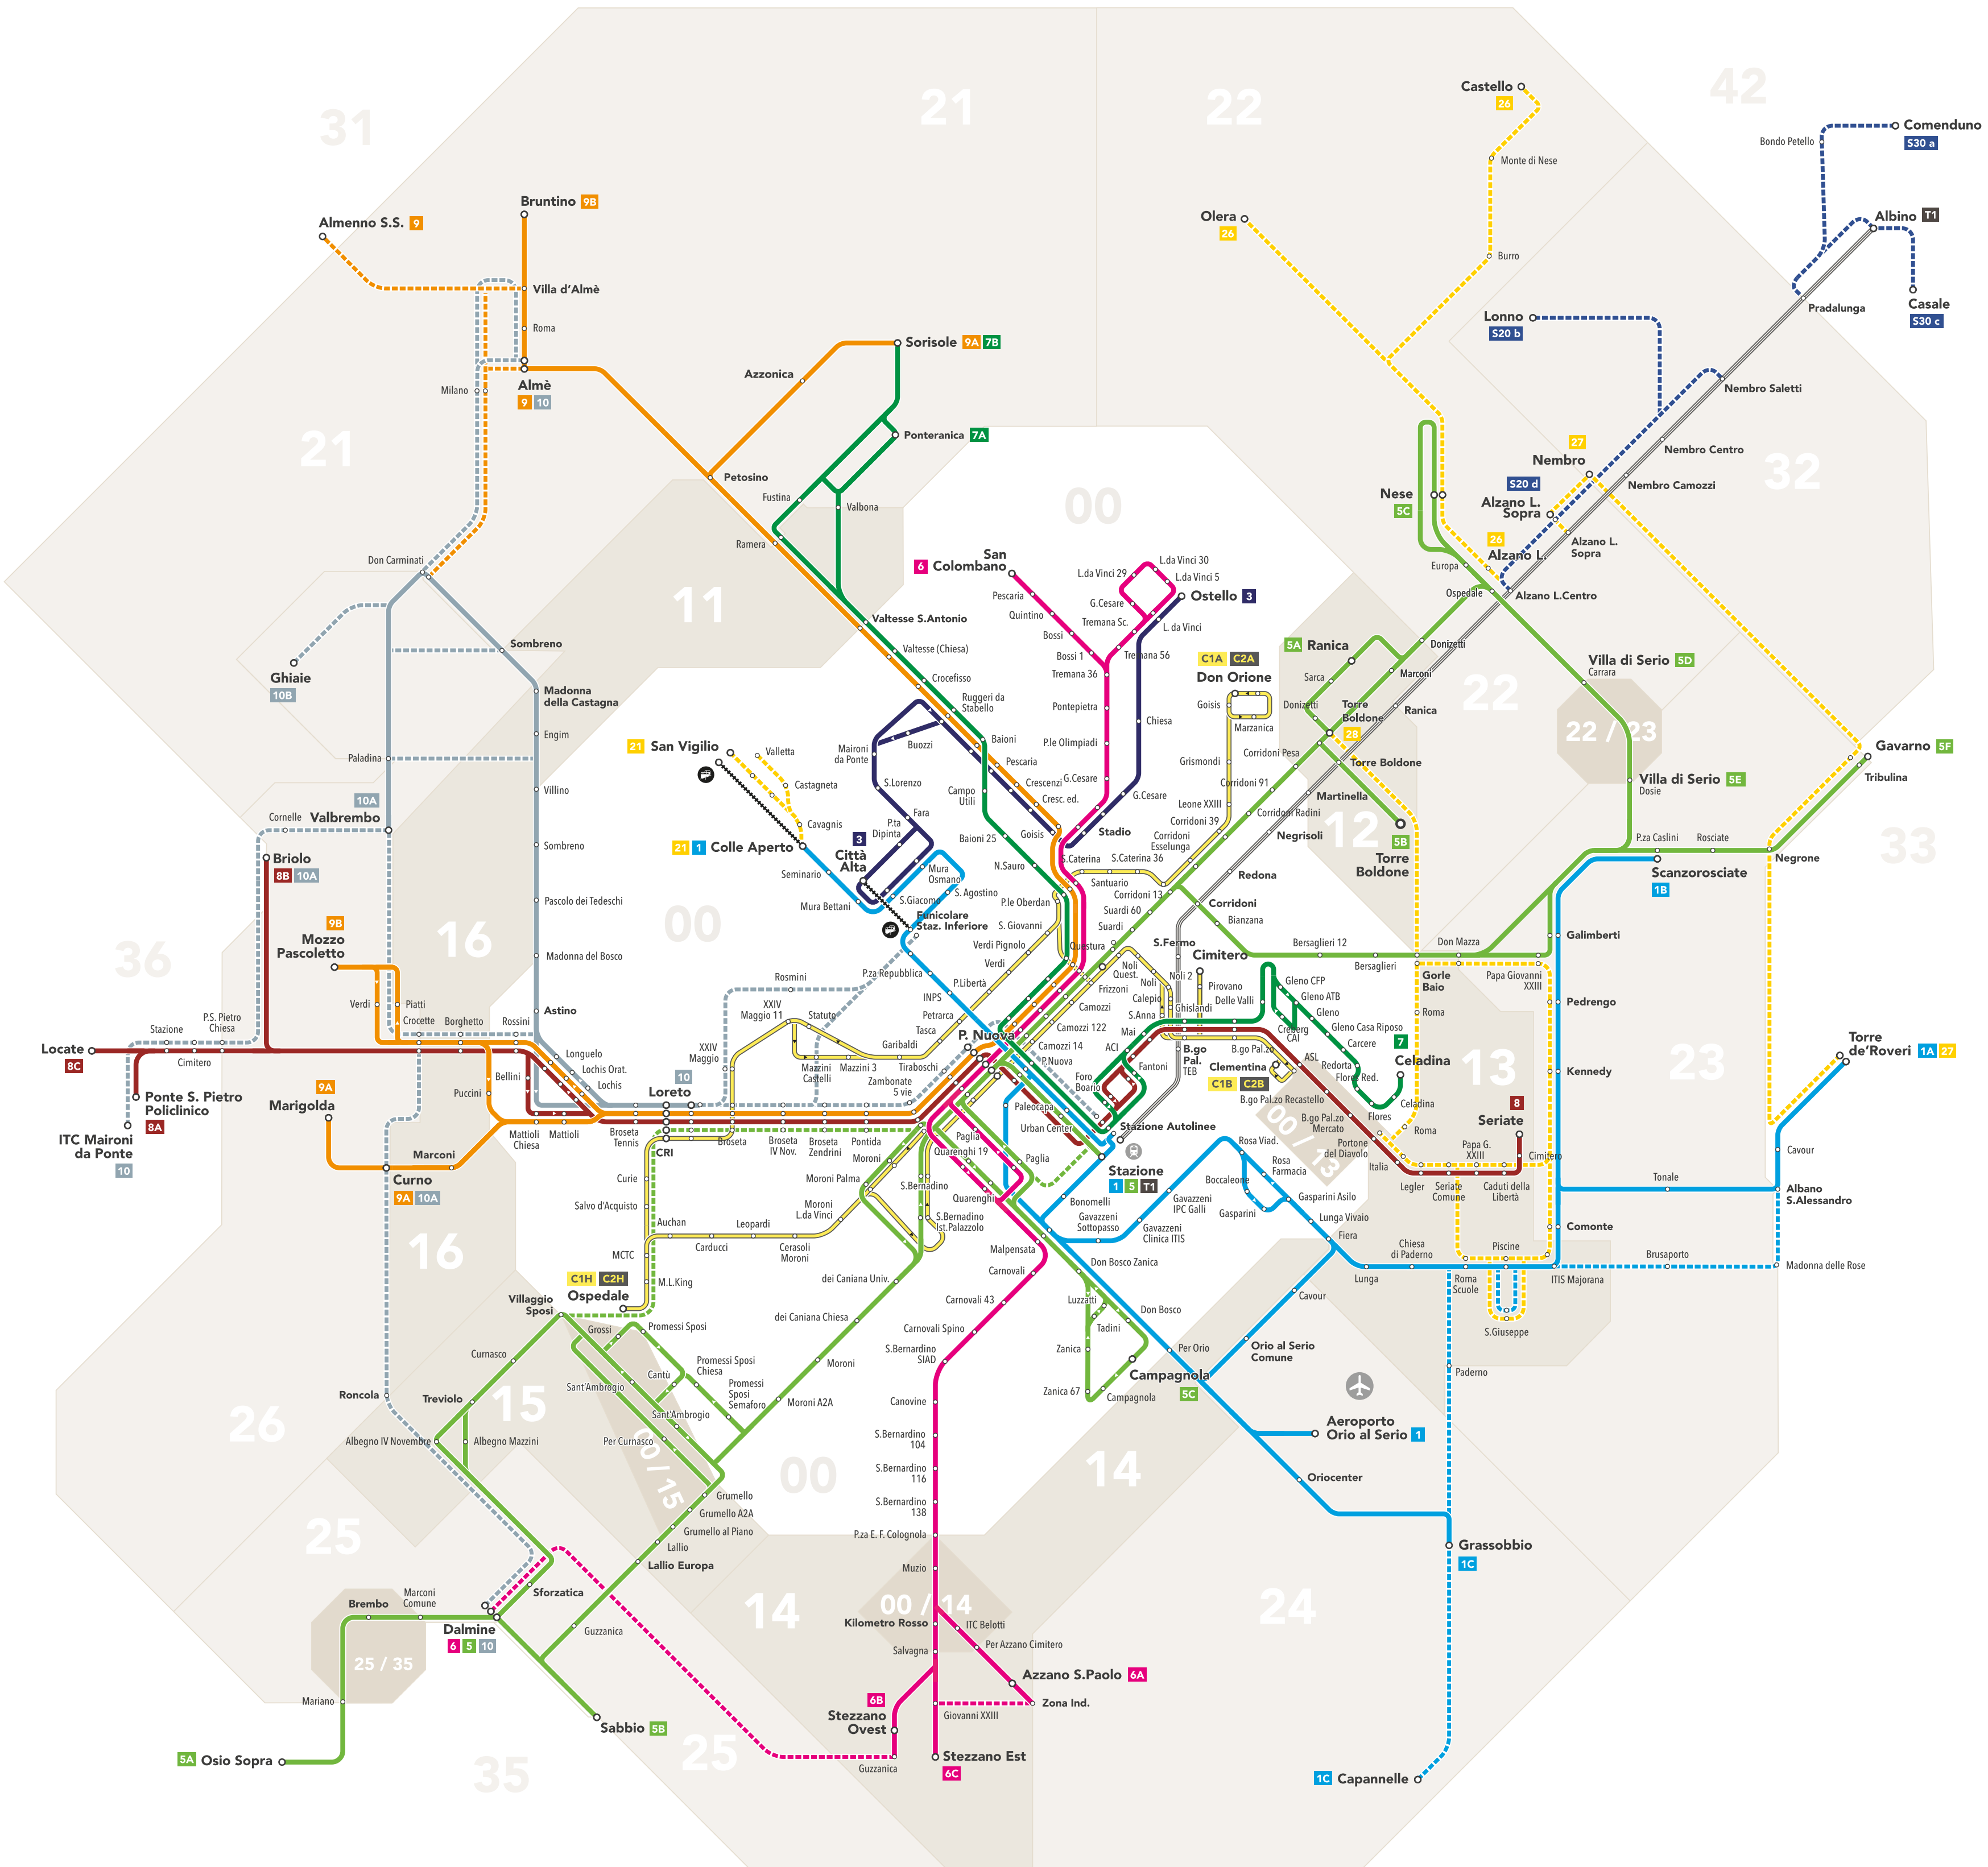 31
21
22
42
Castello
26
Comenduno
S30 a
Bondo Petello
Monte di Nese
Bruntino 9B
Almenno S.S. 9
Olera
26
Albino T1
Burro
Villa d'Almè
Roma
Casale
S30 c
Pradalunga
Lonno
S20 b
Sorisole 9A 7B
Azzonica
Milano
Almè
9 10
Nembro Saletti
21
Ponteranica 7A
27
Nembro
Nembro Centro
32
Petosino
Fustina
Valbona
00
Nese
5C
S20 d
Alzano L.
Sopra
Nembro Camozzi
Ramera
26
Alzano L.
Alzano L.
Sopra
Don Carminati
San
6 Colombano
L.da Vinci 30
L.da Vinci 29
L.da Vinci 5
Europa
Ospedale
Alzano L.Centro
11
Pescaria
Quintino
G.Cesare
Ostello 3
Valtesse S.Antonio
Tremana Sc.
L. da Vinci
Bossi
Sombreno
Valtesse (Chiesa)
Bossi 1
Tremana 56
5A Ranica
Donizetti
Ghiaie
10B
Crocefisso
Tremana 36
C1A C2A
Don Orione
Sarca
Marconi
Villa di Serio 5D
Carrara
Madonna
della Castagna
Ruggeri da
Stabello
Pontepietra
Goisis
Marzanica
Donizetti
Torre
Boldone
28
Ranica
22
22 / 23
Engim
21 San Vigilio
Valletta
Maironi
da Ponte
Buozzi
Baioni
Pescaria
P.le Olimpiadi
Chiesa
Corridoni Pesa
Gavarno 5F
Tribulina
Paladina
Castagneta
S.Lorenzo
Crescenzi
G.Cesare
Grismondi
Torre Boldone
Corridoni 91
Villa di Serio 5E
Dosie
Villino
Campo
Utili
Cresc. ed.
G.Cesare
Leone XXIII
Martinella
10A
Valbrembo
Cornelle
Cavagnis
Fara
P.ta
Dipinta
Goisis
Stadio
Corridoni Radini
Corridoni 39
Corridoni
Esselunga
Negrisoli
12
5B
Torre
Boldone
P.za Caslini
Rosciate
Negrone
33
Briolo
8B 10A
Sombreno
21 1 Colle Aperto
3
Città
Alta
Baioni 25
S.Caterina
S.Caterina 36
Scanzorosciate
1B
Seminario
Mura
Osmano
N.Sauro
Santuario
Redona
Mura Bettani
S.Giacomo
S. Agostino
P.le Oberdan
Corridoni 13
Corridoni
Pascolo dei Tedeschi
00
Funicolare
Staz. Inferiore
S. Giovanni
Suardi 60
Suardi
Bianzana
9B
Mozzo
Pascoletto
16
36
Madonna del Bosco
Verdi Pignolo
Verdi
Questura
S.Fermo
Cimitero
Bersaglieri 12
Bersaglieri
Don Mazza
Galimberti
Rosmini
P.za Repubblica
P.Libertà
Noli
Quest.
Noli 2
Noli
Pirovano
Gleno CFP
Gorle
Baio
Papa Giovanni
XXIII
Verdi
Piatti
Astino
INPS
Frizzoni
Calepio
Ghislandi
Delle Valli
Gleno ATB
Gleno
Roma
Pedrengo
Stazione
P.S. Pietro
Chiesa
Crocette
Borghetto
Rossini
XXIV
Maggio 11
Statuto
Petrarca
Tasca
Camozzi
S.Anna
Creberg
CAI
Gleno Casa Riposo
Carcere
7
Celadina
Locate
8C
Cimitero
Longuelo
Lochis Orat.
Lochis
XXIV
Maggio
Garibaldi
P. Nuova
Camozzi 122
Camozzi 14
Mai
ACI
B.go
Pal.
TEB
B.go Pal.zo
ASL
Redorta
13
Torre
de'Roveri 1A 27
Ponte S. Pietro
Policlinico
8A
Bellini
Puccini
Loreto
10
Mazzini
Castelli
Mazzini 3
Tiraboschi
Zambonate
5 vie
P.Nuova
Foro
Boario
Fantoni
Clementina
C1B C2B
B.go Pal.zo Recastello
Flores Red.
Flores
Celadina
Kennedy
23
9A
Marigolda
ITC Maironi
da Ponte
10
Mattioli
Chiesa
Mattioli
Broseta
Tennis
Broseta
Broseta
IV Nov.
Broseta
Zendrini
Pontida
Paleocapa
Urban Center
Stazione Autolinee
00 / 13
B.go Pal.zo
Mercato
Portone
del Diavolo
Roma
8
Seriate
Cimitero
Marconi
CRI
Moroni
Paglia
Quarenghi 19
Paglia
Stazione
1 5 T1
Rosa Viad.
Rosa
Farmacia
Italia
Papa G.
XXIII
Cavour
Curno
9A 10A
Curie
Salvo d'Acquisto
Moroni Palma
Moroni
L.da Vinci
S.Bernadino
Quarenghi
Bonomelli
Gavazzeni
IPC Galli
Boccaleone
Gasparini Asilo
Gasparini
Legler
Seriate
Comune
Caduti della
Libertà
Tonale
Albano
S.Alessandro
Auchan
Leopardi
S.Bernadino
Ist.Palazzolo
Gavazzeni
Sottopasso
Gavazzeni
Clinica ITIS
Lunga Vivaio
Fiera
Comonte
16
MCTC
Carducci
Cerasoli
Moroni
Malpensata
Chiesa
di Paderno
Piscine
Brusaporto
C1H C2H
Ospedale
M.L.King
dei Caniana Univ.
Carnovali
Don Bosco Zanica
Lunga
Roma
Scuole
ITIS Majorana
Madonna delle Rose
Villaggio
Sposi
Grossi
Promessi Sposi
dei Caniana Chiesa
Carnovali 43
Luzzatti
Don Bosco
Cavour
S.Giuseppe
Carnovali Spino
Tadini
Curnasco
Promessi Sposi
Chiesa
Moroni
S.Bernardino
SIAD
Zanica
Per Orio
Orio al Serio
Comune
Paderno
Cantù
Sant'Ambrogio
Promessi
Sposi
Semaforo
Moroni A2A
Roncola
Treviolo
15
Canovine
Zanica 67
Campagnola
Campagnola
5C
Sant'Ambrogio
26
Albegno IV Novembre
Albegno Mazzini
Per Curnasco
00 / 15
S.Bernardino
104
Aeroporto
Orio al Serio 1
00
S.Bernardino
116
14
Oriocenter
Grumello
Grumello A2A
S.Bernardino
138
25
Grumello al Piano
Lallio
P.za E. F. Colognola
Grassobbio
1C
Lallio Europa
Muzio
Sforzatica
14
00 / 14
24
Brembo
Marconi
Comune
Dalmine
6 5 10
Guzzanica
Kilometro Rosso
ITC Belotti
Salvagna
Per Azzano Cimitero
25 / 35
Azzano S.Paolo 6A
Mariano
6B
Stezzano
Ovest
Zona Ind.
Giovanni XXIII
Sabbio 5B
25
5A Osio Sopra
35
Guzzanica
Stezzano Est
6C
1C Capannelle